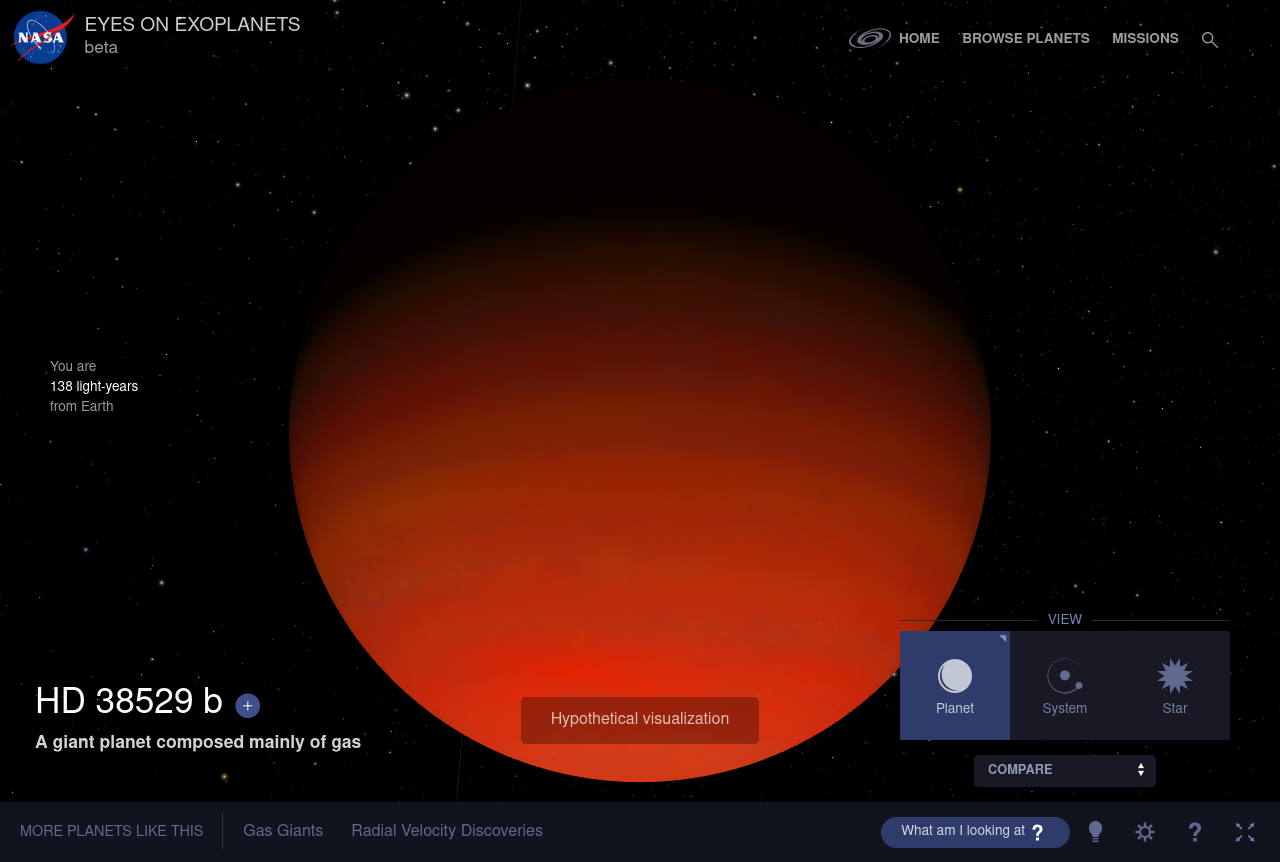 NASA
EYES ON EXOPLANETS
beta
HOME
BROWSE PLANETS
MISSIONS
You are
138 light-years
from Earth
HD 38529 b +
A giant planet composed mainly of gas
Hypothetical visualization
VIEW
Planet
System
Star
COMPARE
MORE PLANETS LIKE THIS
Gas Giants
Radial Velocity Discoveries
What am I looking at ?
?